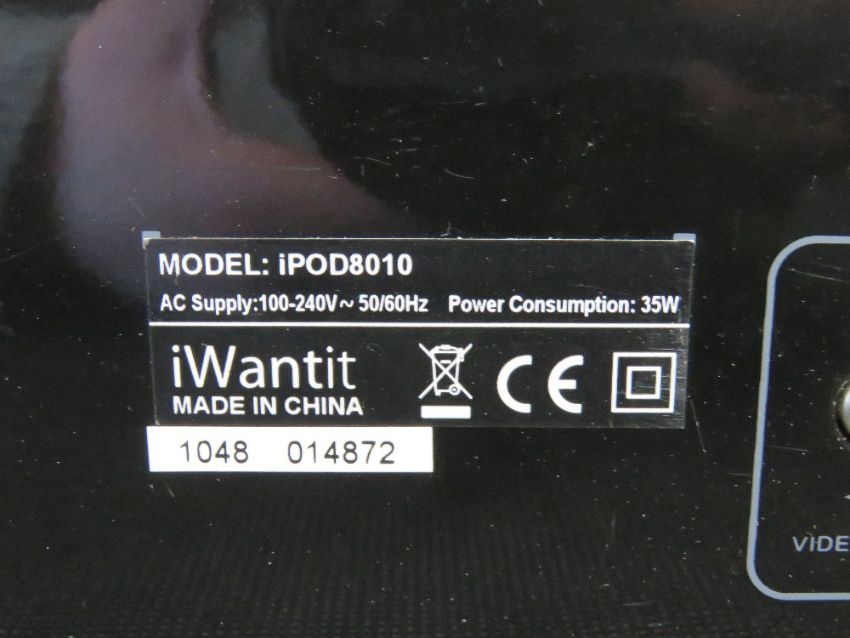 MODEL: iPOD8010
AC Supply:100-240V~ 50/60Hz Power Consumption: 35W
iWantit
MADE IN CHINA
CE
1048 014872
VIDE